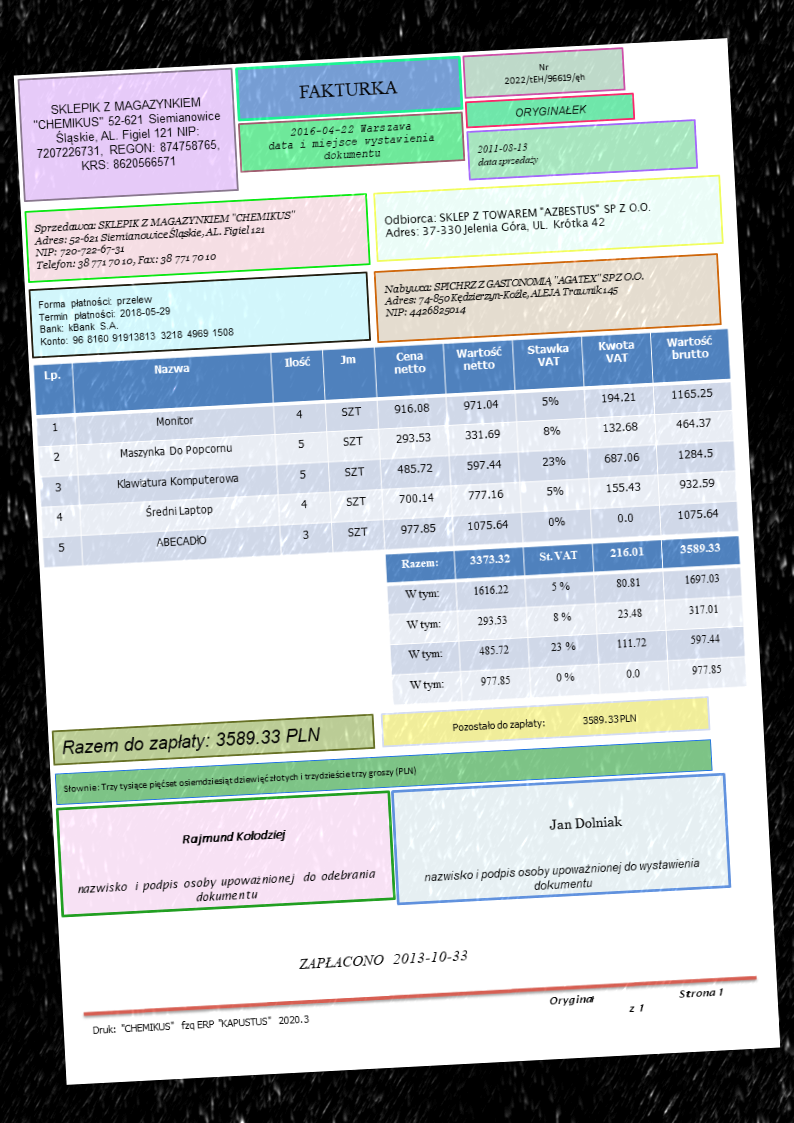 SKLEPIK Z MAGAZYNKIEM
"CHEMIKUS" 52-621 Siemianowice
Śląskie, AL. Figiel 121 NIP:
7207226731, REGON: 874758765,
KRS: 8620566571
FAKTURKA
2016-04-22 Warszawa
data i miejsce wystawienia
dokumentu
Nr
2022/tEH/96619/ęh
ORYGINAŁEK
2011-08-13
data sprzedaży
Sprzedawca: SKLEPIK Z MAGAZYNKIEM "CHEMIKUS"
Adres: 52-621 Siemianowice Śląskie, AL. Figiel 121
NIP: 720-722-67-31
Telefon: 38 771 70 10, Fax: 38 771 70 10
Odbiorca: SKLEP Z TOWAREM "AZBESTUS" SP Z O.O.
Adres: 37-330 Jelenia Góra, UL. Krótka 42
Forma płatności: przelew
Termin płatności: 2018-05-29
Bank: kBank S.A.
Konto: 96 8160 91913813 3218 4969 1508
Nabywca: SPICHRZ Z GASTONOMIĄ "AGATEX" SP Z O.O.
Adres: 74-850 Kędzierzyn-Koźle, ALEJA Trawnik 145
NIP: 4426825014
Lp. Nazwa Ilość Jm Cena netto Wartość netto Stawka VAT Kwota VAT Wartość brutto
1 Monitor 4 SZT 916.08 971.04 5% 194.21 1165.25
2 Maszynka Do Popcornu 5 SZT 293.53 331.69 8% 132.68 464.37
3 Klawiatura Komputerowa 5 SZT 485.72 597.44 23% 687.06 1284.5
4 Średni Laptop 4 SZT 700.14 777.16 5% 155.43 932.59
5 ABECADŁO 3 SZT 977.85 1075.64 0% 0.0 1075.64
Razem: 3373.32 St.VAT 216.01 3589.33
W tym: 1616.22 5 % 80.81 1697.03
W tym: 293.53 8 % 23.48 317.01
W tym: 485.72 23 % 111.72 597.44
W tym: 977.85 0 % 0.0 977.85
Razem do zapłaty: 3589.33 PLN
Pozostało do zapłaty: 3589.33 PLN
Słownie: Trzy tysiące pięćset osiemdziesiąt dziewięć złotych i trzydzieście trzy groszy (PLN)
Rajmund Kołodziej
nazwisko i podpis osoby upoważnionej do odebrania
dokumentu
Jan Dolniak
nazwisko i podpis osoby upoważnionej do wystawienia
dokumentu
ZAPŁACONO 2013-10-33
Druk: "CHEMIKUS" fzq ERP "KAPUSTUS" 2020.3
Oryginał
Strona 1
z 1